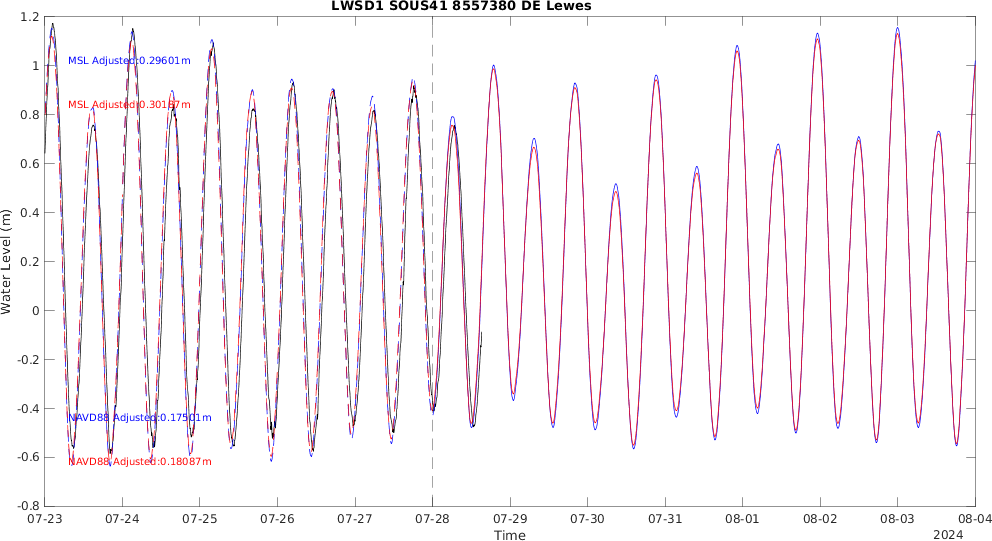 LWSD1 SOUS41 8557380 DE Lewes
1.2
1
0.8
0.6
0.4
0.2
0
-0.2
-0.4
-0.6
-0.8
Water Level (m)
MSL Adjusted:0.29601m
MSL Adjusted:0.30187m
NAVD88 Adjusted:0.17501m
NAVD88 Adjusted:0.18087m
07-23 07-24 07-25 07-26 07-27 07-28 07-29 07-30 07-31 08-01 08-02 08-03 08-04
Time
2024